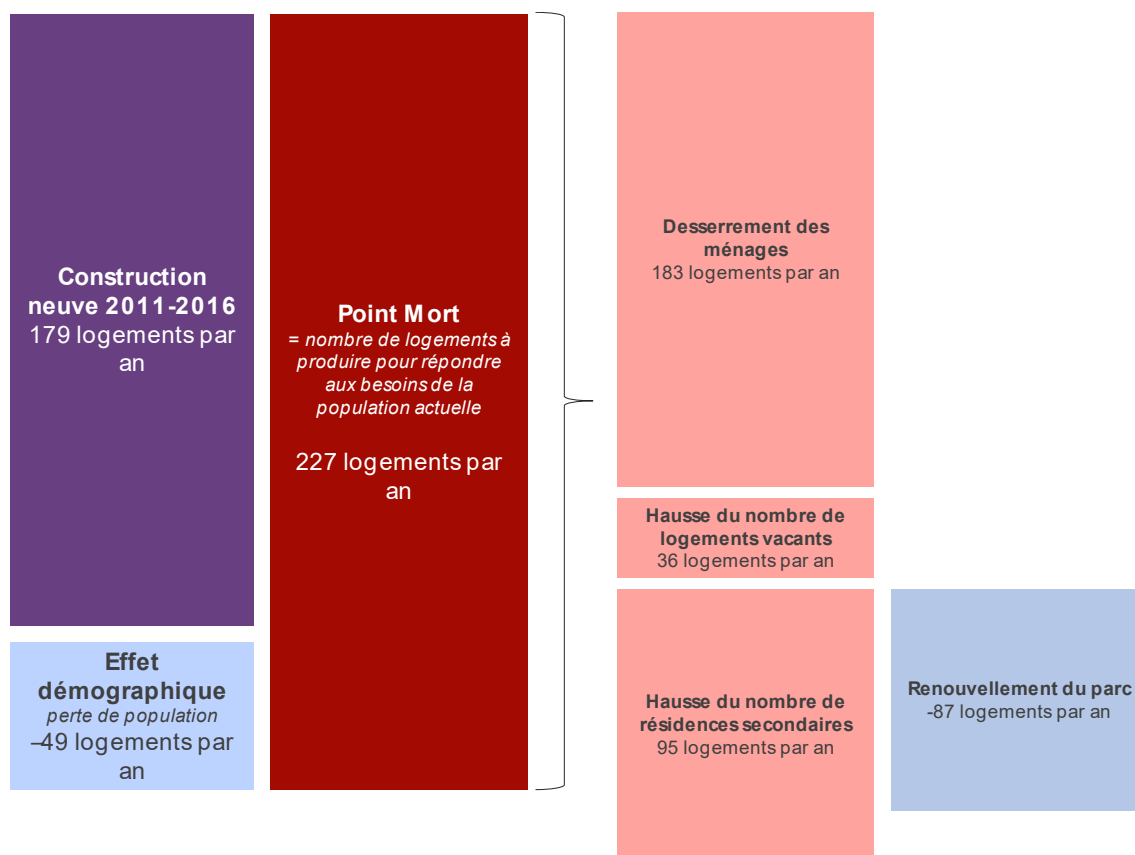 Construction
neuve 2011-2016
179 logements par
an
Effet
démographique
perte de population
–49 logements par
an
Point Mort
= nombre de logements à
produire pour répondre
aux besoins de la
population actuelle
227 logements par
an
Desserrement des
ménages
183 logements par an
Hausse du nombre de
logements vacants
36 logements par an
Hausse du nombre de
résidences secondaires
95 logements par an
Renouvellement du parc
-87 logements par an